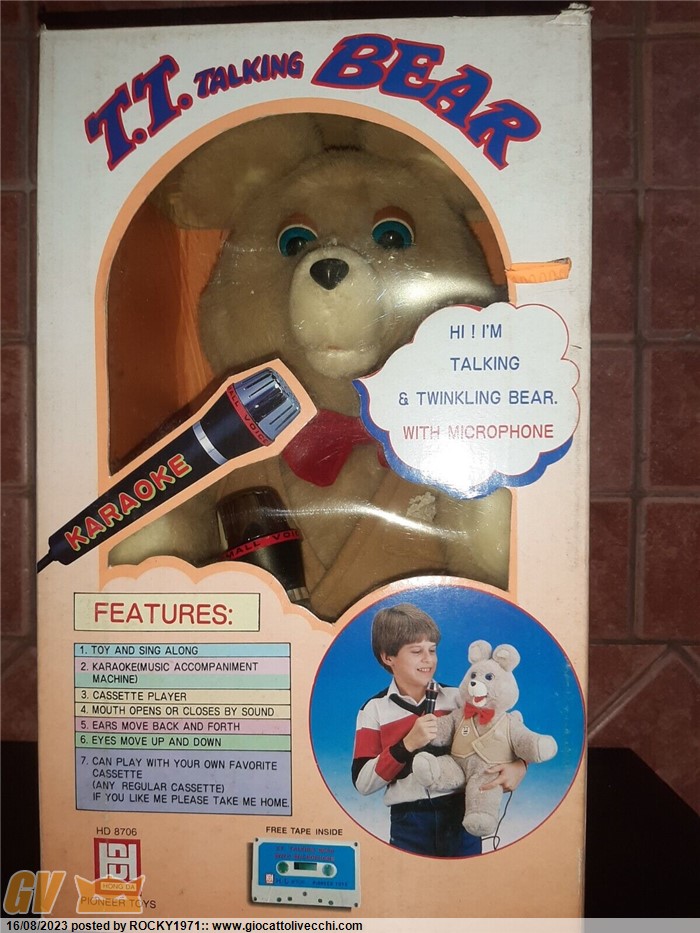 T.T. TALKING BEAR
HI ! I'M
TALKING
& TWINKLING BEAR.
WITH MICROPHONE
ALL VOIC
KARAOKE
MALL VOIC
FEATURES:
1. TOY AND SING ALONG
2. KARAOKE(MUSIC ACCOMPANIMENT
MACHINE)
3. CASSETTE PLAYER
4. MOUTH OPENS OR CLOSES BY SOUND
5. EARS MOVE BACK AND FORTH
6. EYES MOVE UP AND DOWN
7. CAN PLAY WITH YOUR OWN FAVORITE
CASSETTE
(ANY REGULAR CASSETTE)
IF YOU LIKE ME PLEASE TAKE ME HOME.
HD 8706
HONG DA
PIONEER TOYS
FREE TAPE INSIDE
GV
16/08/2023 posted by ROCKY1971:: www.giocattolivecchi.com